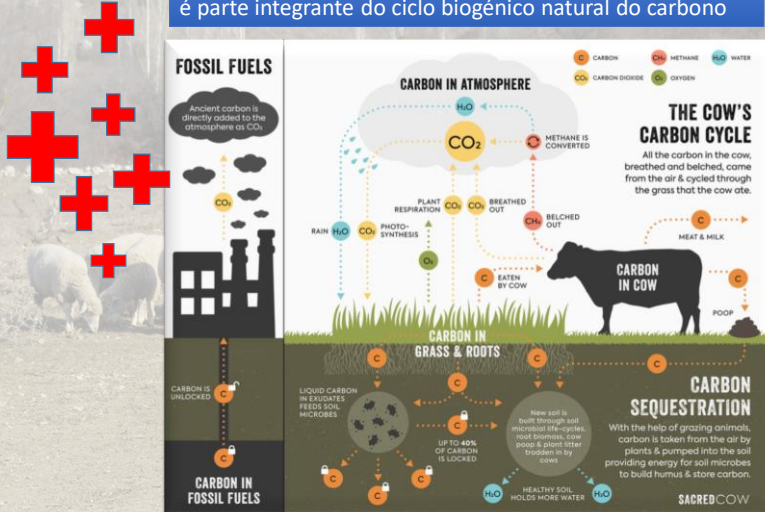 é parte integrante do ciclo biogénico natural do carbono
FOSSIL FUELS
Ancient carbon is
directly added to the
atmosphere as CO₂
CO₂
CARBON IS
UNLOCKED
C
C
CARBON IN
FOSSIL FUELS
C CARBON
CH₄ METHANE
H₂O WATER
CO₂ CARBON DIOXIDE
O₂ OXYGEN
CARBON IN ATMOSPHERE
H₂O
CO₂
METHANE IS
CONVERTED
THE COW'S
CARBON CYCLE
All the carbon in the cow,
breathed and belched, came
from the air & cycled through
the grass that the cow ate.
RAIN H₂O
CO₂ PHOTO-
SYNTHESIS
PLANT
RESPIRATION CO₂
CO₂ BREATHED
OUT
O₂
CH₄ BELCHED
OUT
C EATEN
BY COW
C
MEAT & MILK
CARBON
IN COW
C
POOP
CARBON IN
GRASS & ROOTS
C
C
C
C
LIQUID CARBON
IN EXUDATES
FEEDS SOIL
MICROBES
C
UP TO 40%
OF CARBON
IS LOCKED
C
C
C
New soil is
built through soil
microbial life-cycles,
root biomass, cow
poop & plant litter
trodden in by
cows
H₂O
HEALTHY SOIL
HOLDS MORE WATER
H₂O
CARBON
SEQUESTRATION
With the help of grazing animals,
carbon is taken from the air by
plants & pumped into the soil
providing energy for soil microbes
to build humus & store carbon.
SACREDCOW